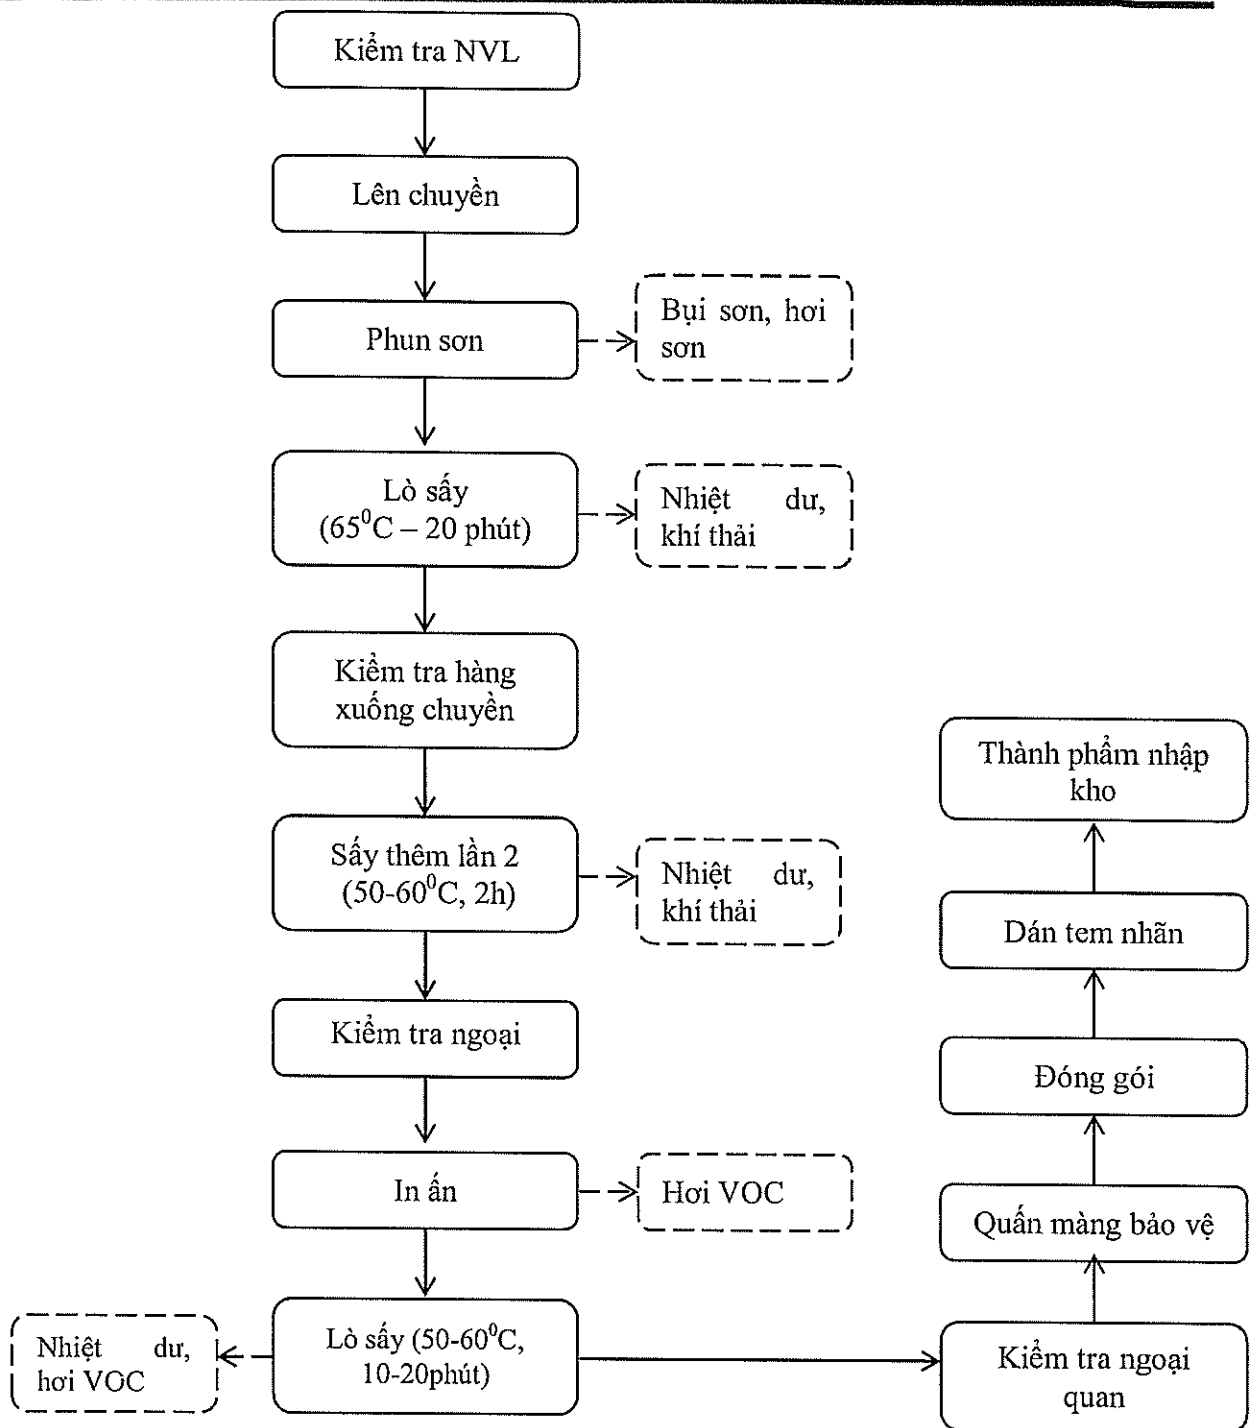 Kiểm tra NVL
Lên chuyền
Phun sơn
Bụi sơn, hơi
sơn
Lò sấy
(65⁰C – 20 phút)
Nhiệt dư,
khí thải
Kiểm tra hàng
xuống chuyền
Sấy thêm lần 2
(50-60⁰C, 2h)
Nhiệt dư,
khí thải
Kiểm tra ngoại
In ấn
Hơi VOC
Lò sấy (50-60⁰C,
10-20phút)
Nhiệt dư,
hơi VOC
Kiểm tra ngoại
quan
Quấn màng bảo vệ
Đóng gói
Dán tem nhãn
Thành phẩm nhập
kho